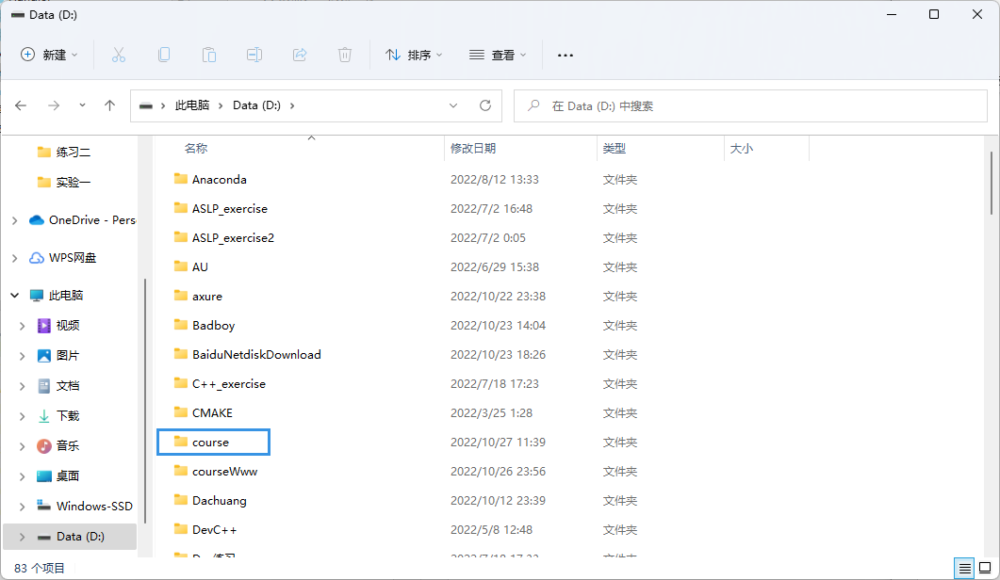 Data (D:)
新建
排序
查看
此电脑 Data (D:)
在 Data (D:) 中搜索
练习二
实验一
OneDrive - Pers
WPS网盘
此电脑
视频
图片
文档
下载
音乐
桌面
Windows-SSD
Data (D:)
名称 修改日期 类型 大小
Anaconda 2022/8/12 13:33 文件夹
ASLP_exercise 2022/7/2 16:48 文件夹
ASLP_exercise2 2022/7/2 0:05 文件夹
AU 2022/6/29 15:38 文件夹
axure 2022/10/22 23:38 文件夹
Badboy 2022/10/23 14:04 文件夹
BaiduNetdiskDownload 2022/10/23 18:26 文件夹
C++_exercise 2022/7/18 17:23 文件夹
CMAKE 2022/3/25 1:28 文件夹
course 2022/10/27 11:39 文件夹
courseWww 2022/10/26 23:56 文件夹
Dachuang 2022/10/12 23:39 文件夹
DevC++ 2022/5/8 12:48 文件夹
83 个项目